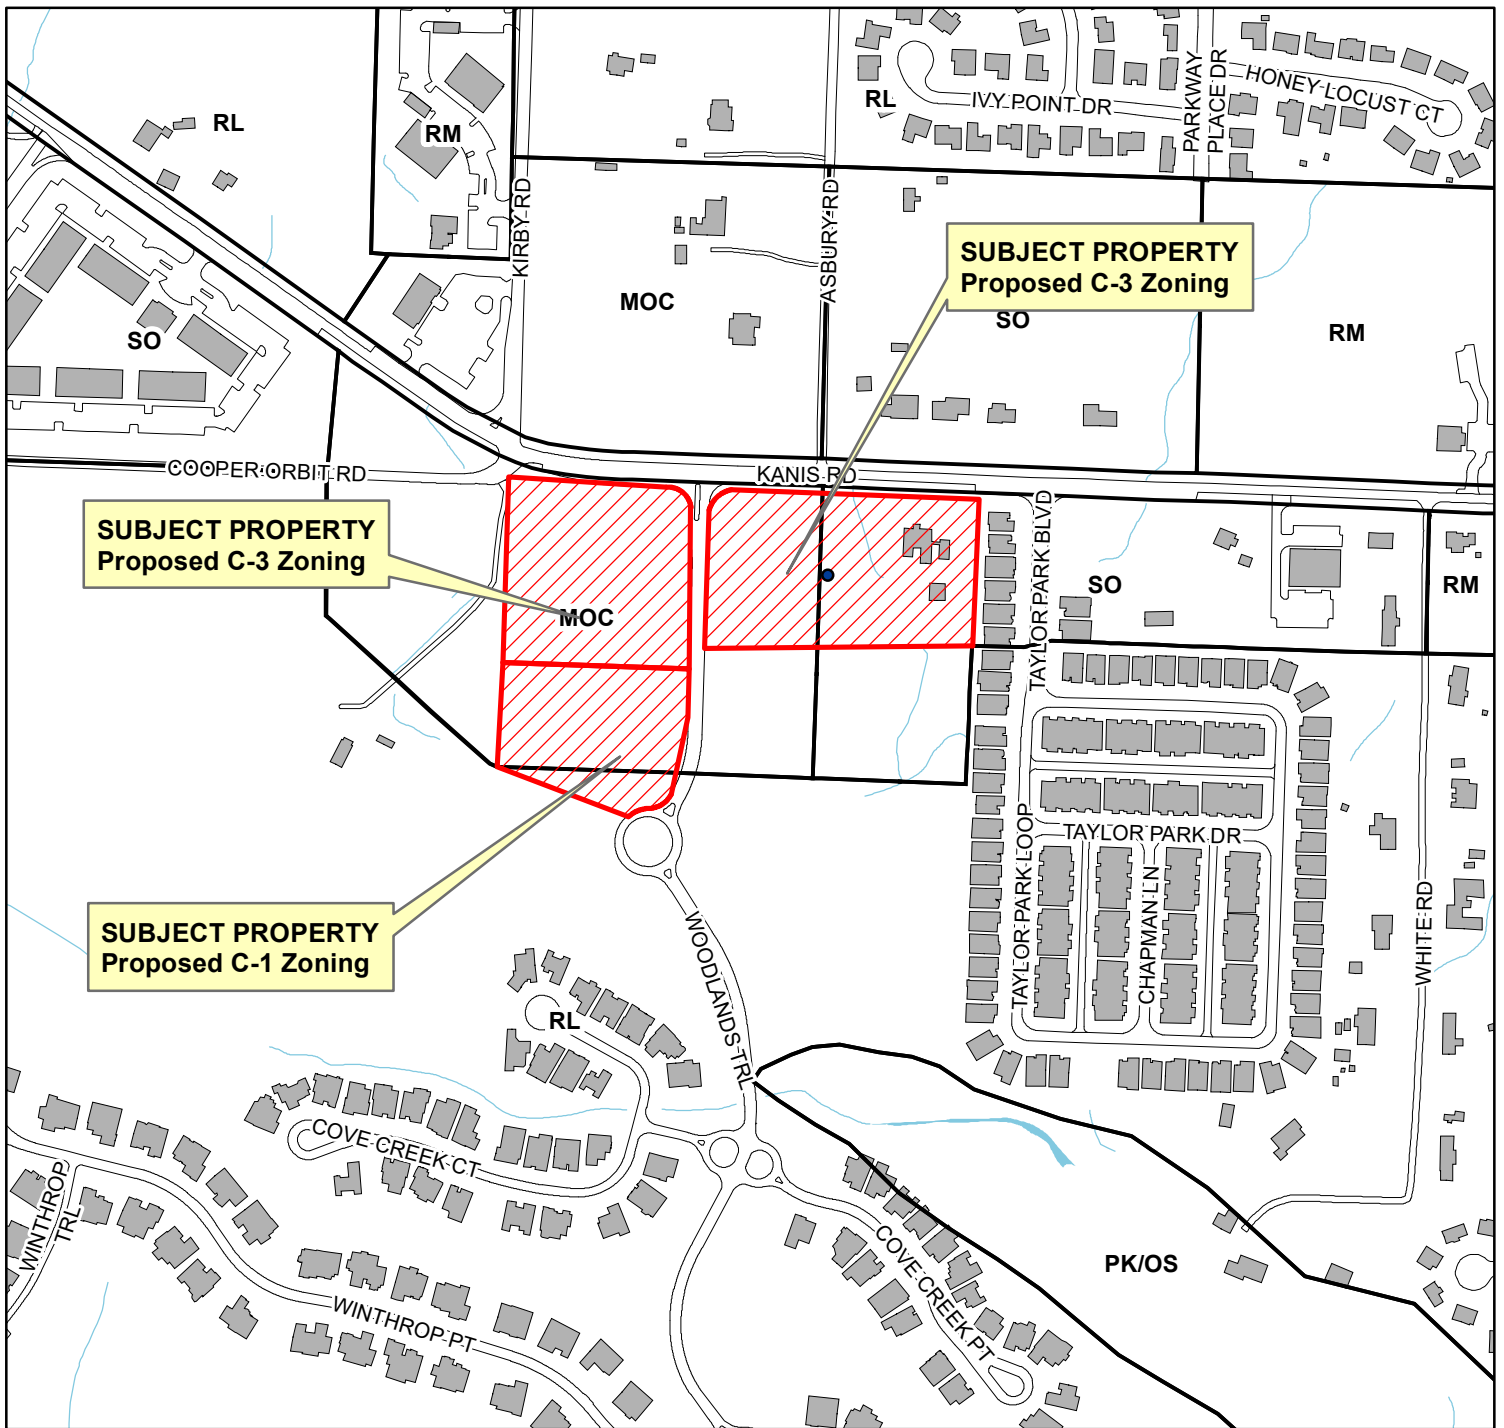 HONEY LOCUST CT
IVY POINT DR
PARKWAY
PLACE DR
RL
RL
RM
KIRBY RD
ASBURY RD
SUBJECT PROPERTY
Proposed C-3 Zoning
MOC
SO
RM
SO
COOPER ORBIT RD
KANIS RD
SUBJECT PROPERTY
Proposed C-3 Zoning
MOC
TAYLOR PARK BLVD
SO
RM
TAYLOR PARK LOOP
TAYLOR PARK DR
CHAPMAN LN
WHITE RD
SUBJECT PROPERTY
Proposed C-1 Zoning
WOODLANDS TRL
RL
COVE CREEK CT
WINTHROP
TRL
COVE CREEK PT
PK/OS
WINTHROP PT